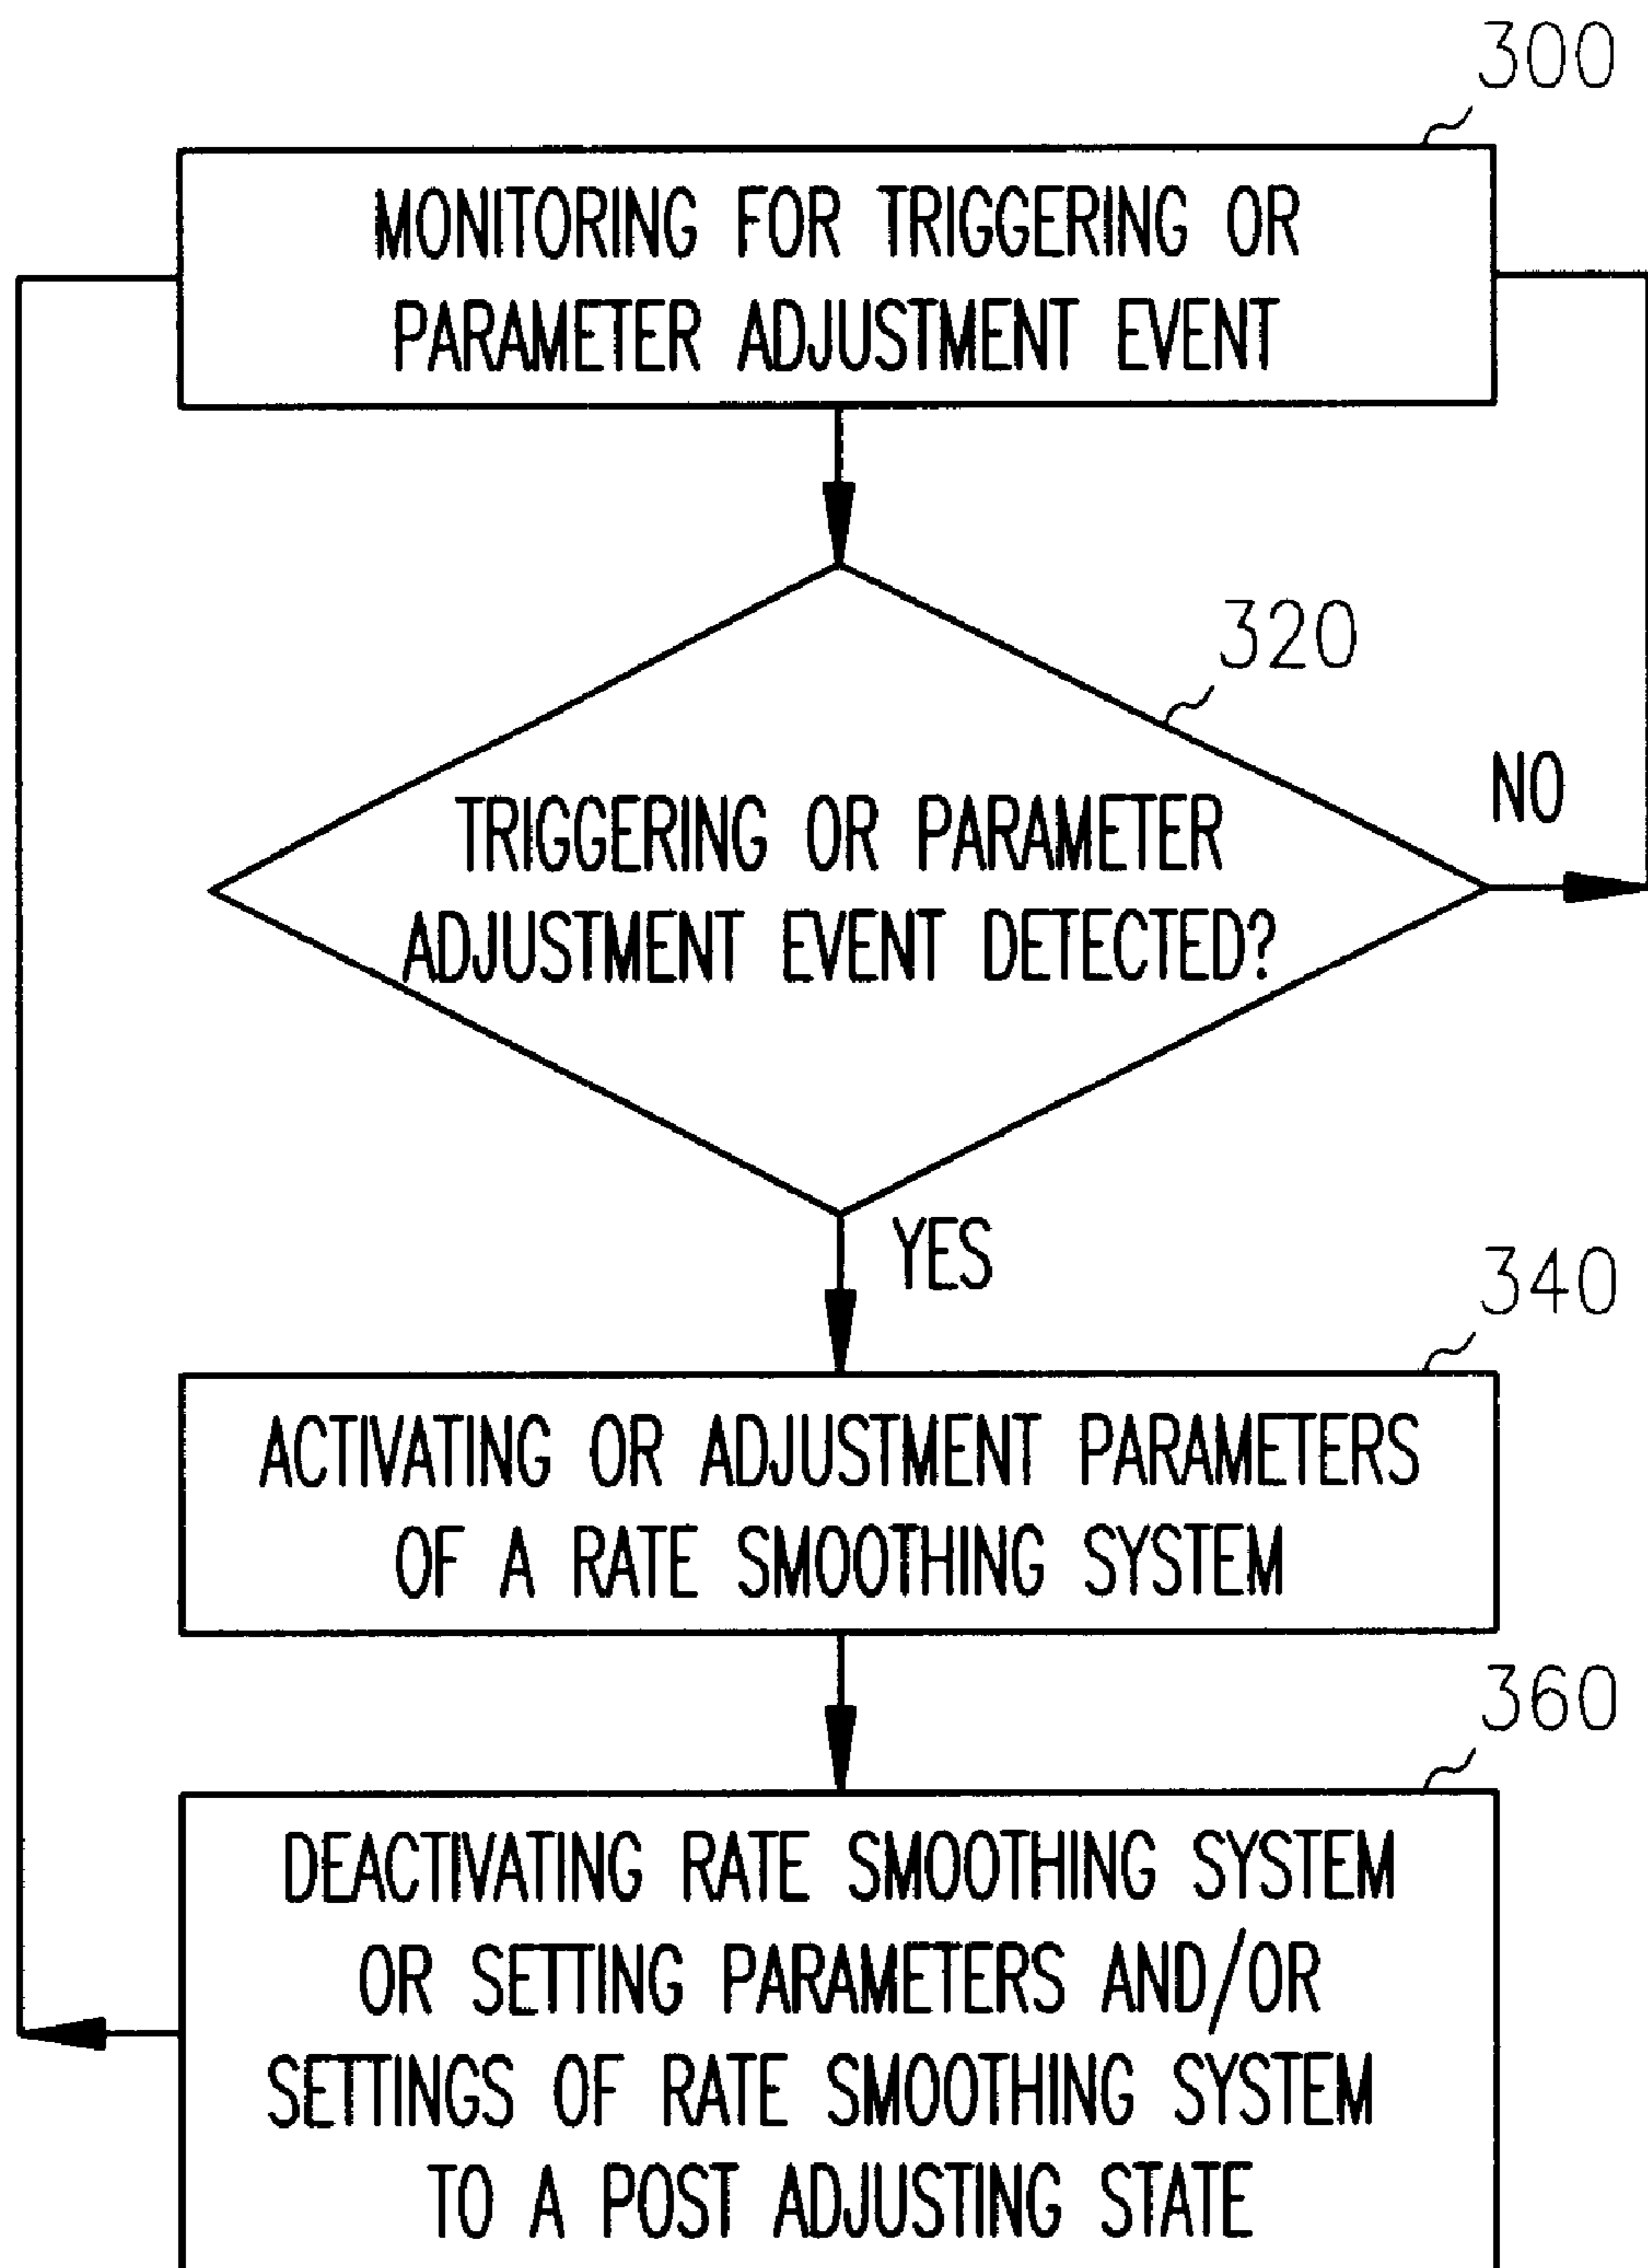 300
MONITORING FOR TRIGGERING OR
PARAMETER ADJUSTMENT EVENT
320
TRIGGERING OR PARAMETER
ADJUSTMENT EVENT DETECTED?
NO
YES
340
ACTIVATING OR ADJUSTMENT PARAMETERS
OF A RATE SMOOTHING SYSTEM
360
DEACTIVATING RATE SMOOTHING SYSTEM
OR SETTING PARAMETERS AND/OR
SETTINGS OF RATE SMOOTHING SYSTEM
TO A POST ADJUSTING STATE